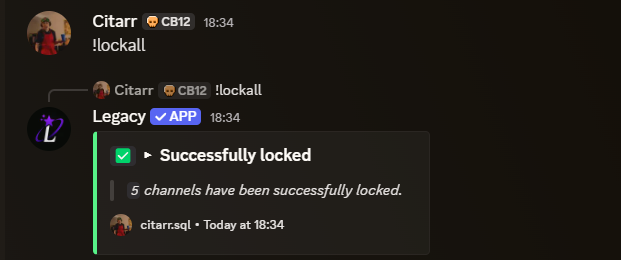 Citarr CB12 18:34
!lockall
Citarr CB12 !lockall
Legacy APP 18:34
Successfully locked
5 channels have been successfully locked.
citarr.sql • Today at 18:34